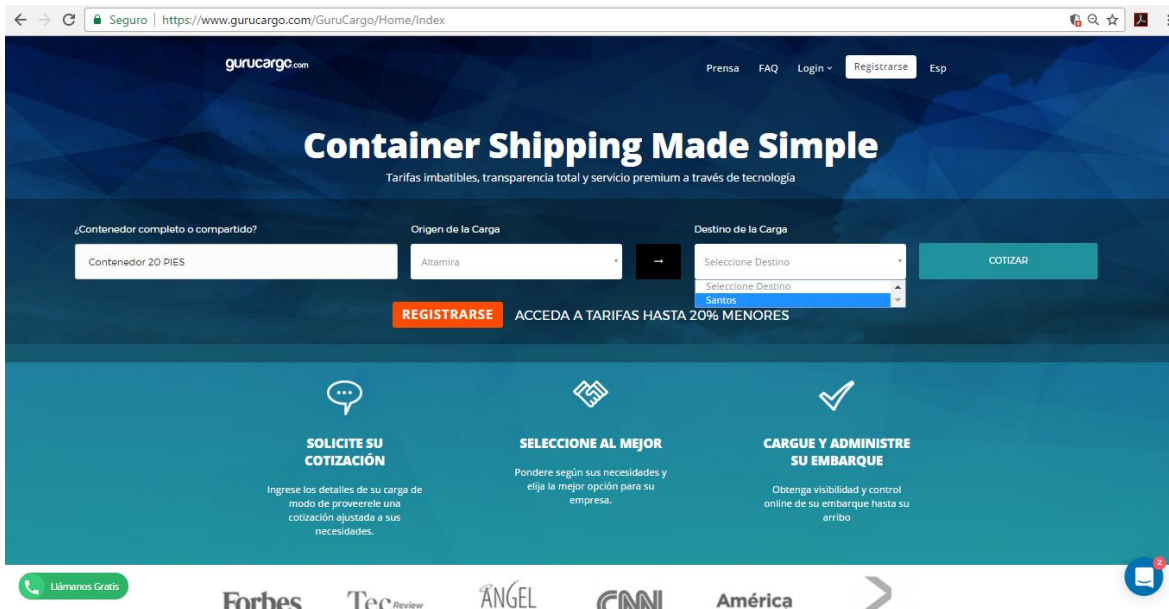 Seguro | https://www.gurucargo.com/GuruCargo/Home/Index
gurucargo.com
Prensa FAQ Login Registrarse Esp
Container Shipping Made Simple
Tarifas imbatibles, transparencia total y servicio premium a través de tecnología
¿Contenedor completo o compartido? Origen de la Carga Destino de la Carga
Contenedor 20 PIES Altamira → Seleccione Destino COTIZAR
Seleccione Destino
Santos
REGISTRARSE ACCEDA A TARIFAS HASTA 20% MENORES
SOLICITE SU
COTIZACIÓN
Ingrese los detalles de su carga de
modo de proveerele una
cotización ajustada a sus
necesidades.
SELECCIONE AL MEJOR
Pondere según sus necesidades y
elija la mejor opción para su
empresa.
CARGUE Y ADMINISTRE
SU EMBARQUE
Obtenga visibilidad y control
online de su embarque hasta su
arribo
Llámanos Gratis
2
Forbes Tec Review ÁNGEL CNN América